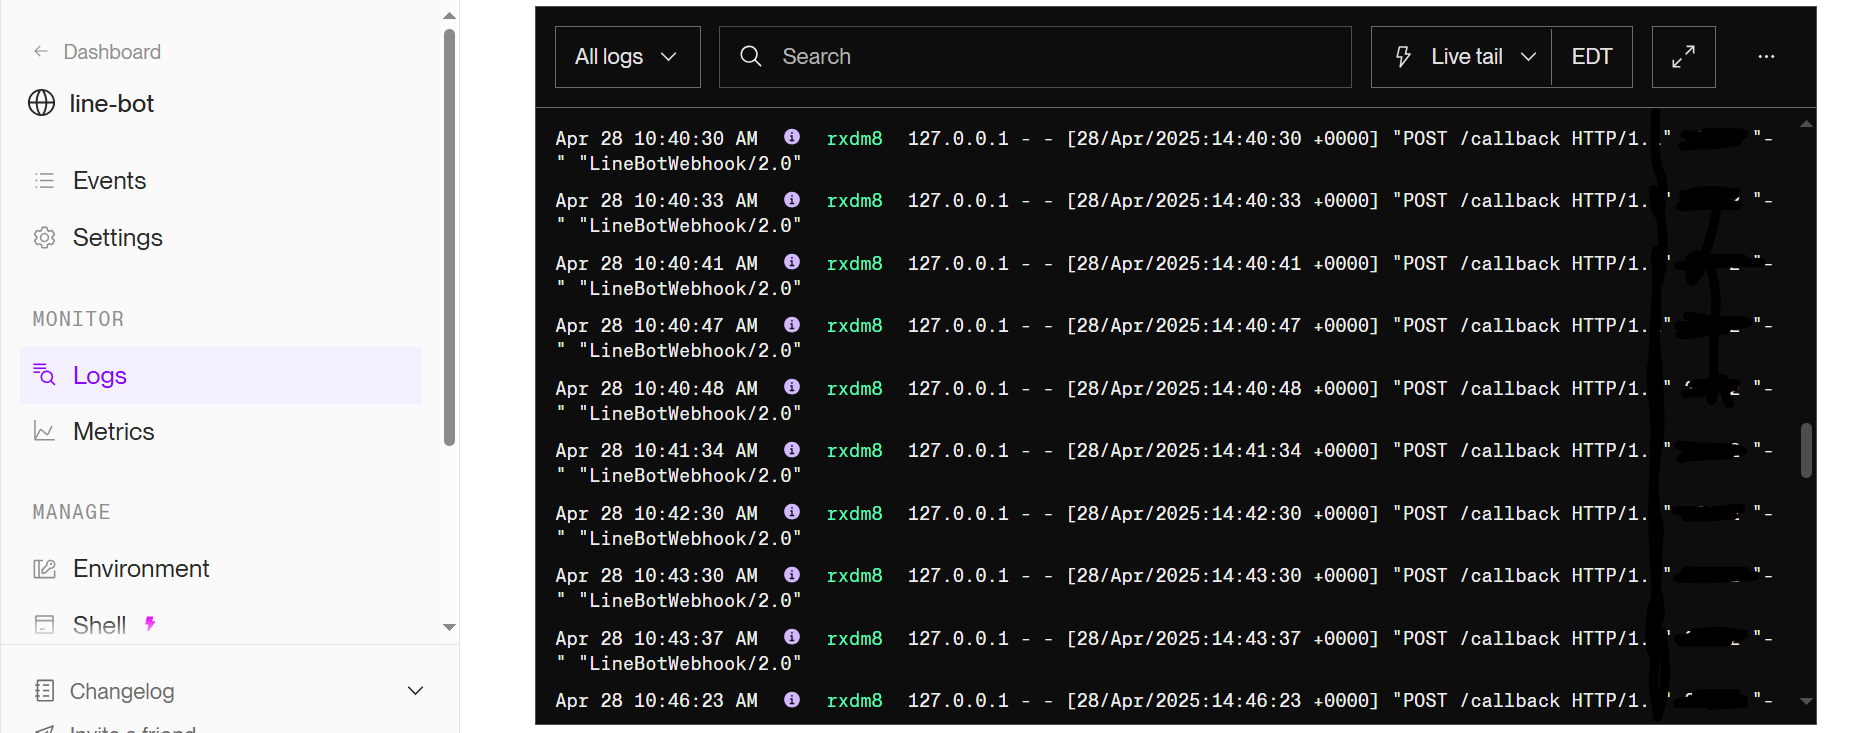 Dashboard
line-bot
Events
Settings
MONITOR
Logs
Metrics
MANAGE
Environment
Shell
Changelog
Invite a friend
All logs
Search
Live tail
EDT
Apr 28 10:40:30 AM rxdm8 127.0.0.1 - - [28/Apr/2025:14:40:30 +0000] "POST /callback HTTP/1. "-
" "LineBotWebhook/2.0"
Apr 28 10:40:33 AM rxdm8 127.0.0.1 - - [28/Apr/2025:14:40:33 +0000] "POST /callback HTTP/1. "-
" "LineBotWebhook/2.0"
Apr 28 10:40:41 AM rxdm8 127.0.0.1 - - [28/Apr/2025:14:40:41 +0000] "POST /callback HTTP/1. "-
" "LineBotWebhook/2.0"
Apr 28 10:40:47 AM rxdm8 127.0.0.1 - - [28/Apr/2025:14:40:47 +0000] "POST /callback HTTP/1. "-
" "LineBotWebhook/2.0"
Apr 28 10:40:48 AM rxdm8 127.0.0.1 - - [28/Apr/2025:14:40:48 +0000] "POST /callback HTTP/1. " "-
" "LineBotWebhook/2.0"
Apr 28 10:41:34 AM rxdm8 127.0.0.1 - - [28/Apr/2025:14:41:34 +0000] "POST /callback HTTP/1. " "-
" "LineBotWebhook/2.0"
Apr 28 10:42:30 AM rxdm8 127.0.0.1 - - [28/Apr/2025:14:42:30 +0000] "POST /callback HTTP/1. " "-
" "LineBotWebhook/2.0"
Apr 28 10:43:30 AM rxdm8 127.0.0.1 - - [28/Apr/2025:14:43:30 +0000] "POST /callback HTTP/1. " "-
" "LineBotWebhook/2.0"
Apr 28 10:43:37 AM rxdm8 127.0.0.1 - - [28/Apr/2025:14:43:37 +0000] "POST /callback HTTP/1. "-
" "LineBotWebhook/2.0"
Apr 28 10:46:23 AM rxdm8 127.0.0.1 - - [28/Apr/2025:14:46:23 +0000] "POST /callback HTTP/1. " "-